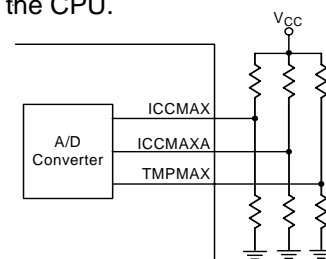 the CPU.
VCC
ICCMAX
A/D
Converter
ICCMAXA
TMPMAX